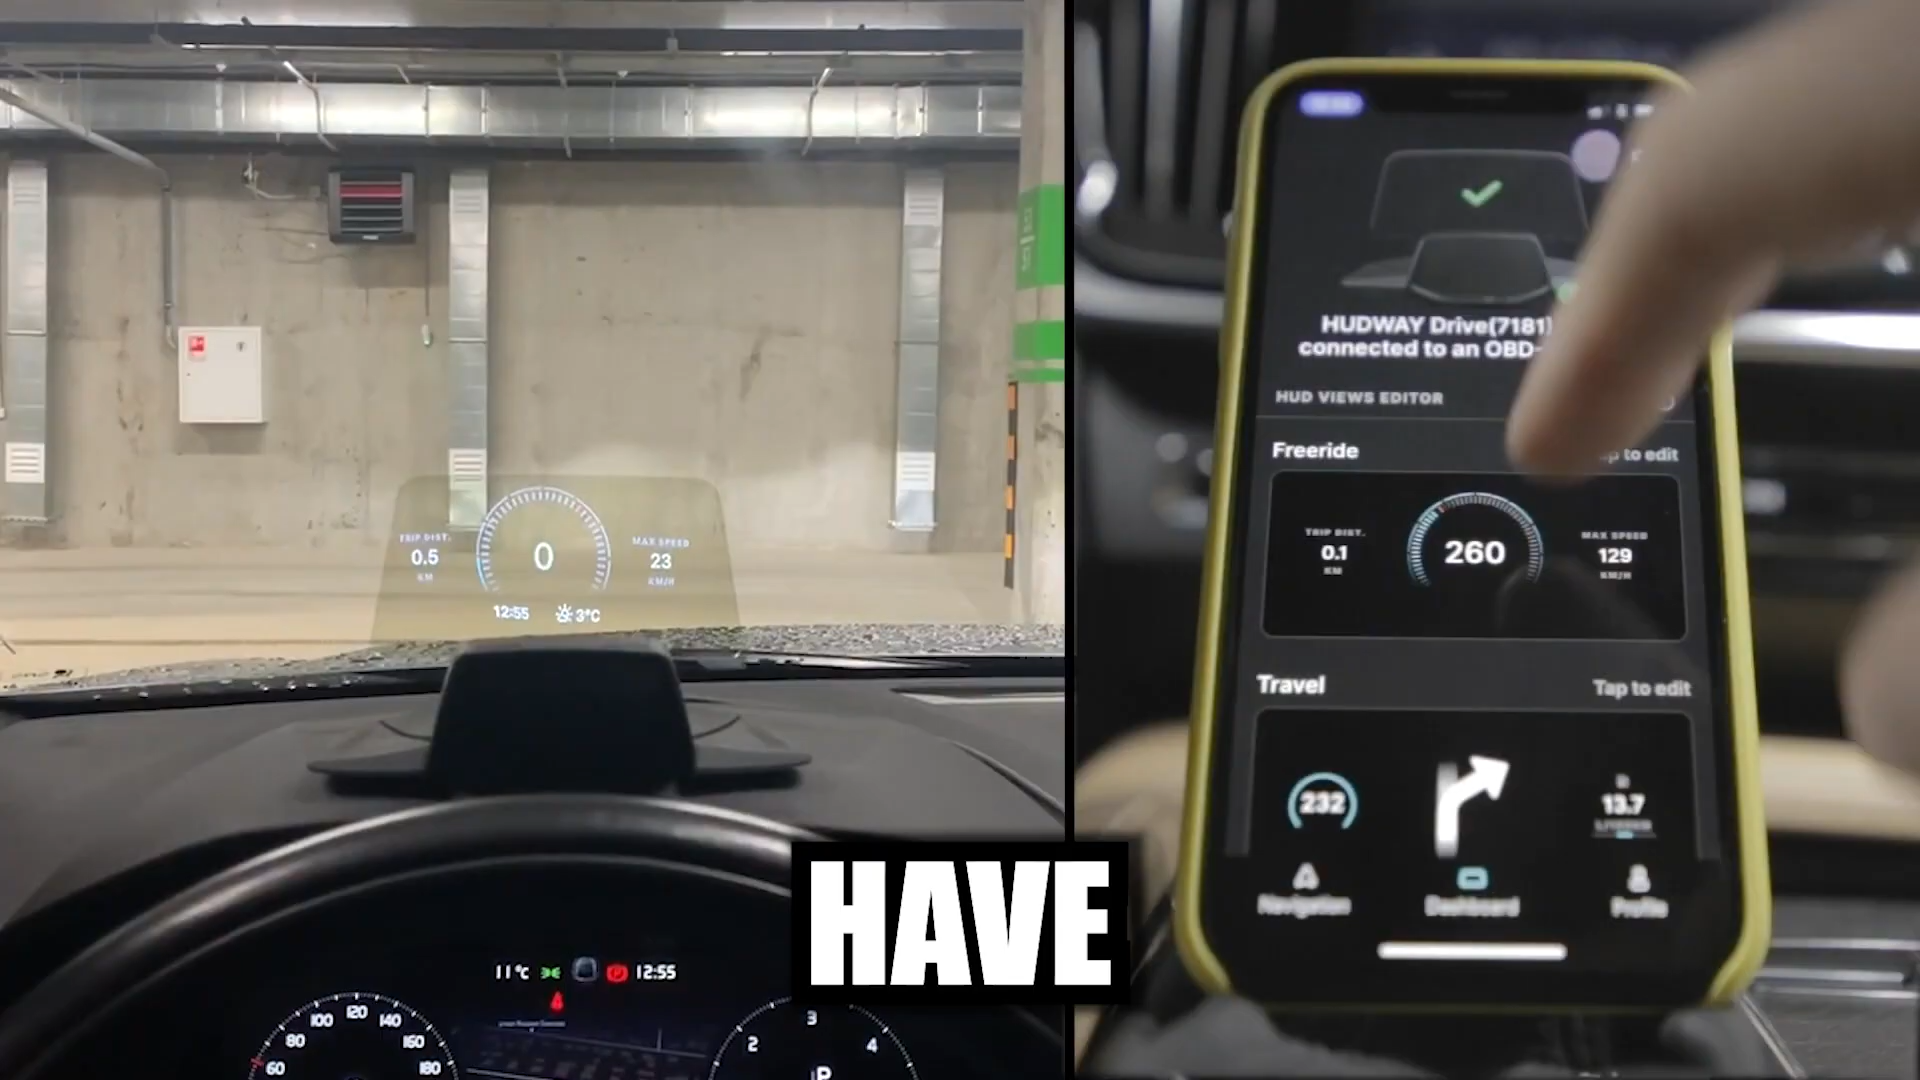 TRIP DIST.
0.5
KM
0
MAX SPEED
23
KM/H
12:55
3°C
11°C
12:55
60
80
100
120
140
160
180
2
3
4
P
HAVE
HUDWAY Drive(7181)
connected to an OBD-
HUD VIEWS EDITOR
Freeride
to edit
TRIP DIST.
0.1
KM
260
MAX SPEED
129
KM/H
Travel
Tap to edit
232
13.7
Navigation
Dashboard
Profile